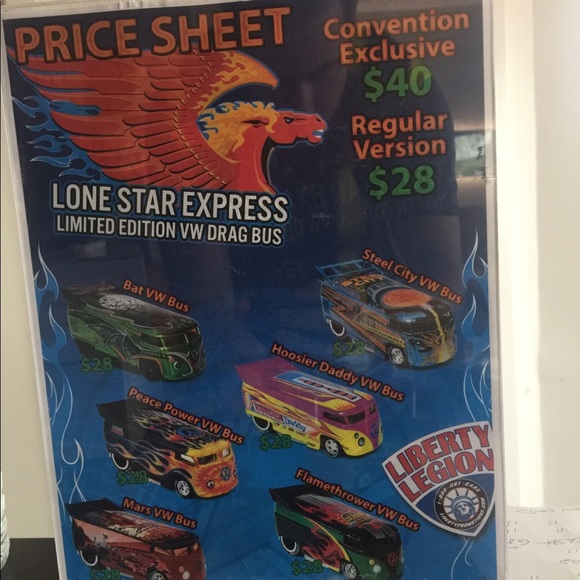 PRICE SHEET
Convention
Exclusive
$40
Regular
Version
$28
LONE STAR EXPRESS
LIMITED EDITION VW DRAG BUS
Steel City VW Bus
$28
Bat VW Bus
$28
Hoosier Daddy VW Bus
$28
Peace Power VW Bus
$28
LIBERTY
LEGION
Flamethrower VW Bus
$28
Mars VW Bus
$28